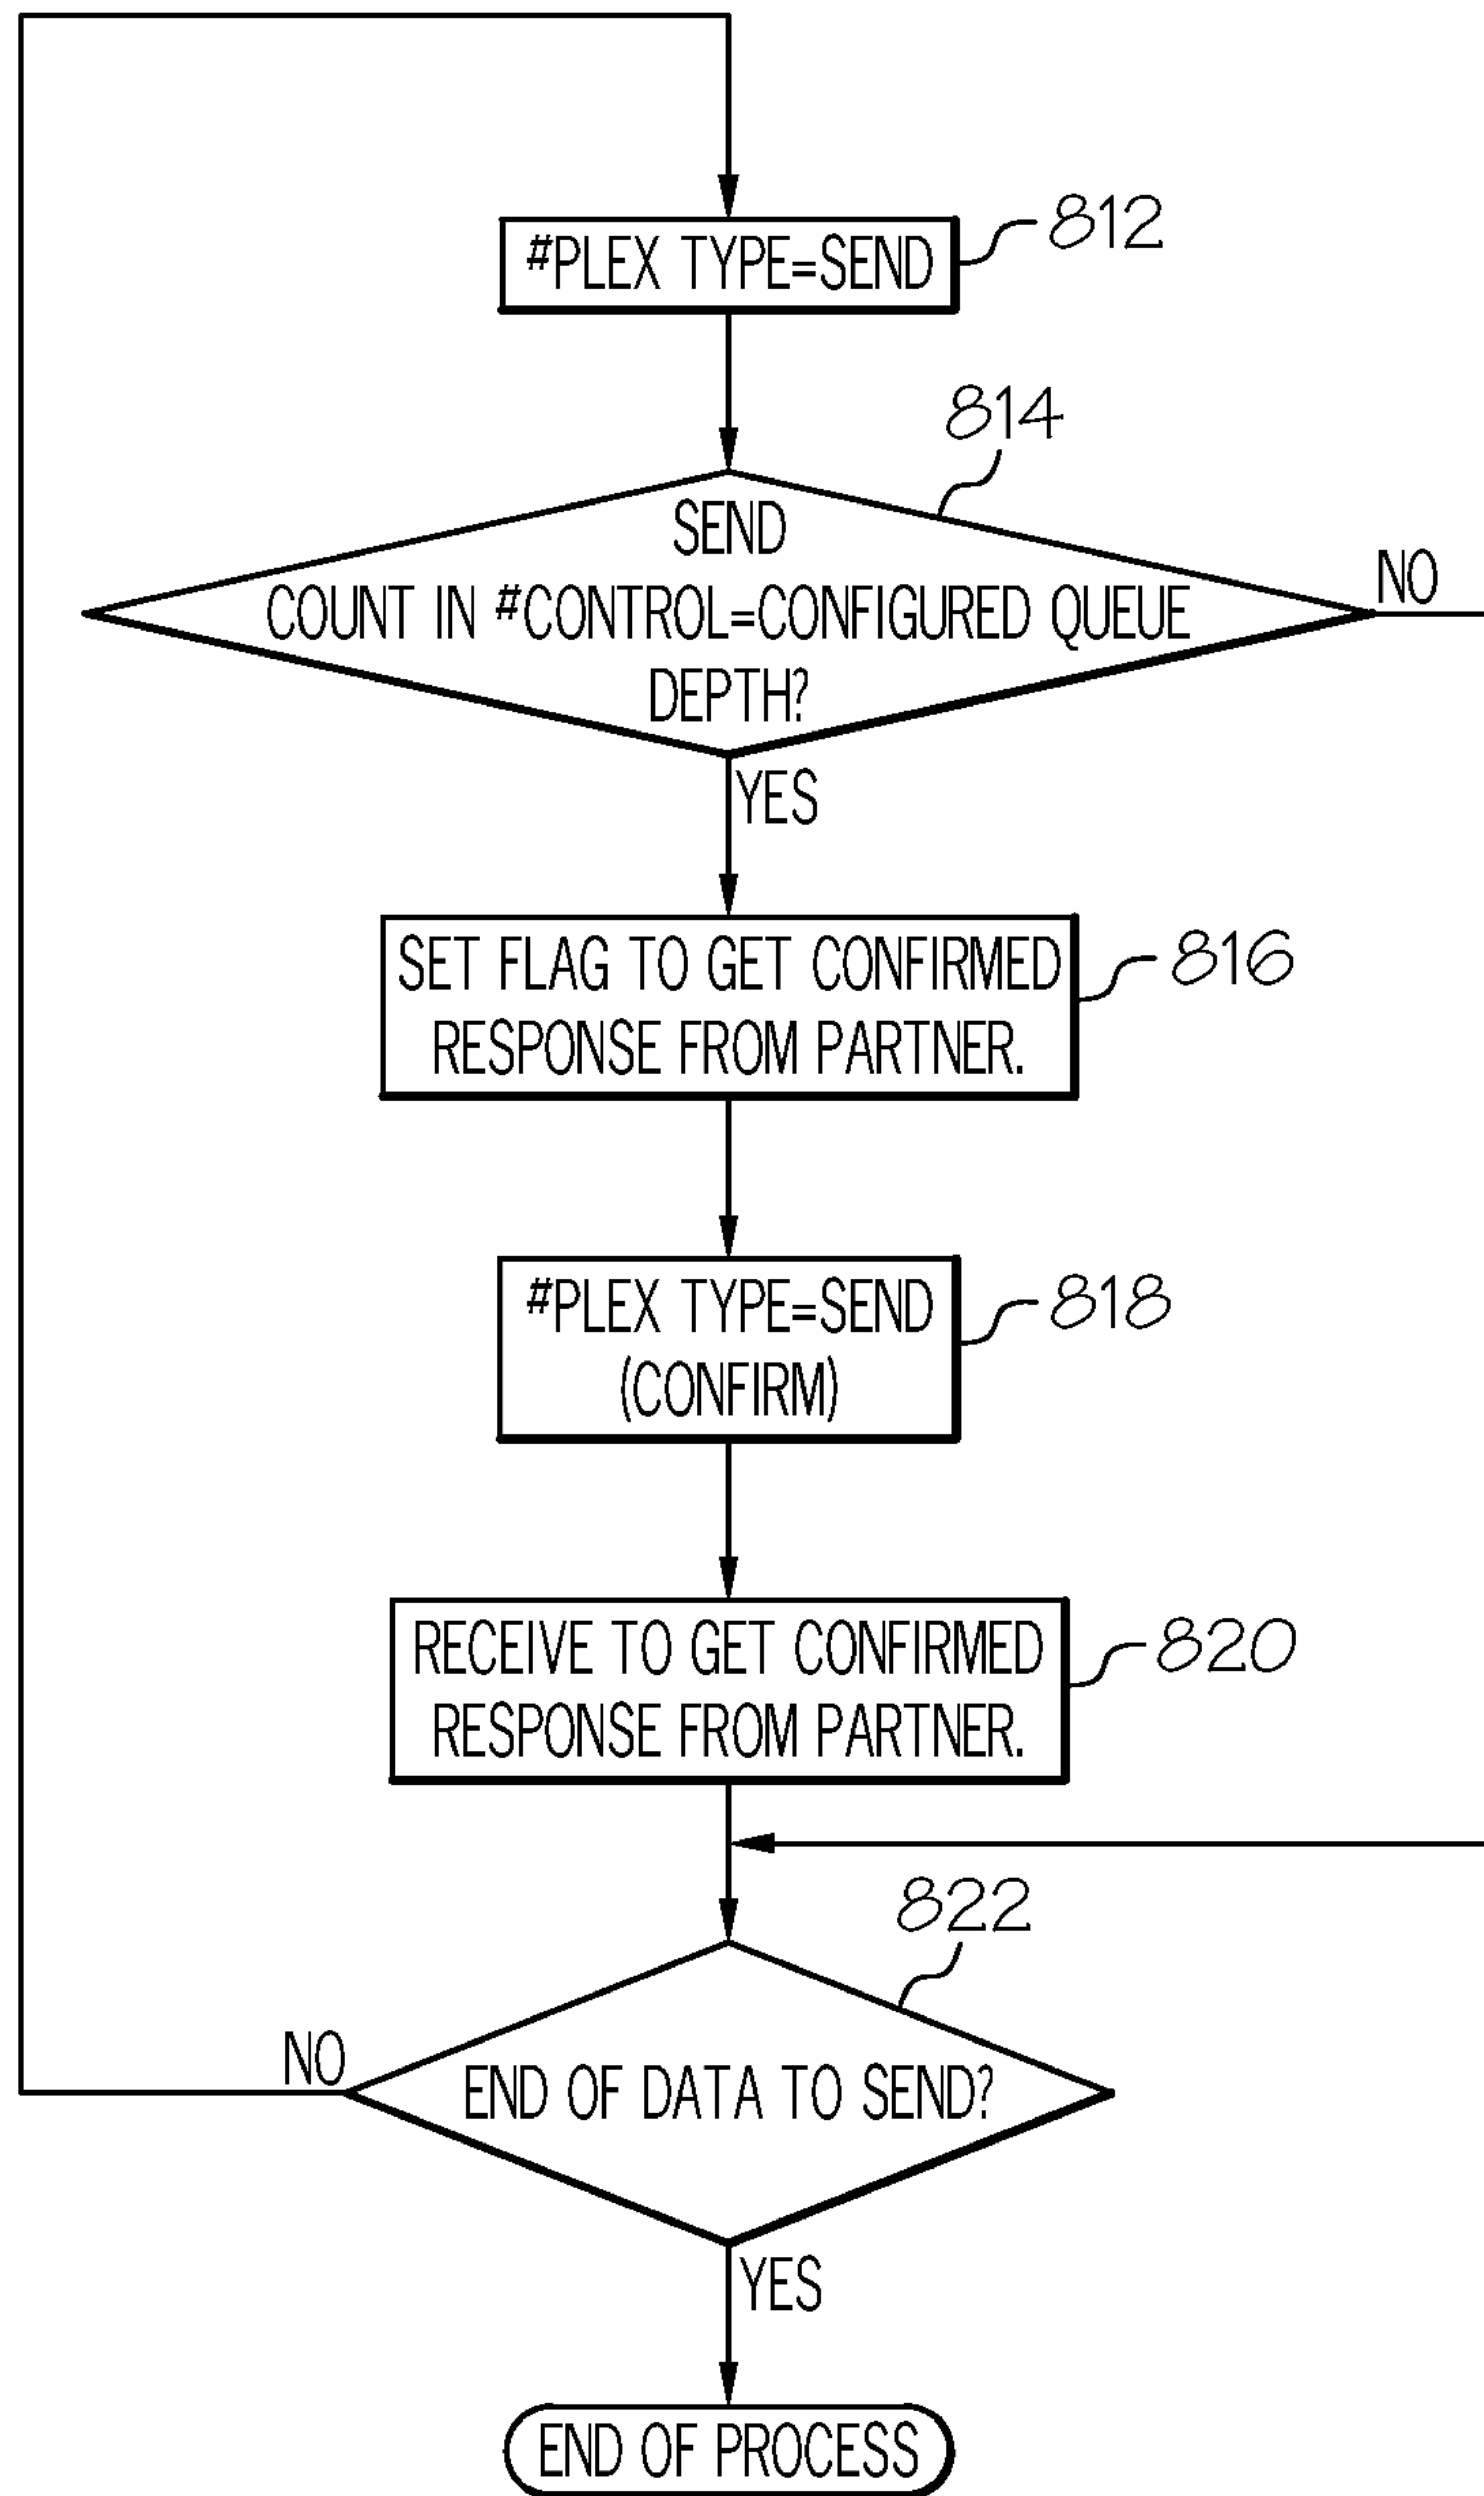 #PLEX TYPE=SEND
812
814
SEND
COUNT IN #CONTROL=CONFIGURED QUEUE
DEPTH?
NO
YES
SET FLAG TO GET CONFIRMED
RESPONSE FROM PARTNER.
816
#PLEX TYPE=SEND
(CONFIRM)
818
RECEIVE TO GET CONFIRMED
RESPONSE FROM PARTNER.
820
822
NO
END OF DATA TO SEND?
YES
END OF PROCESS